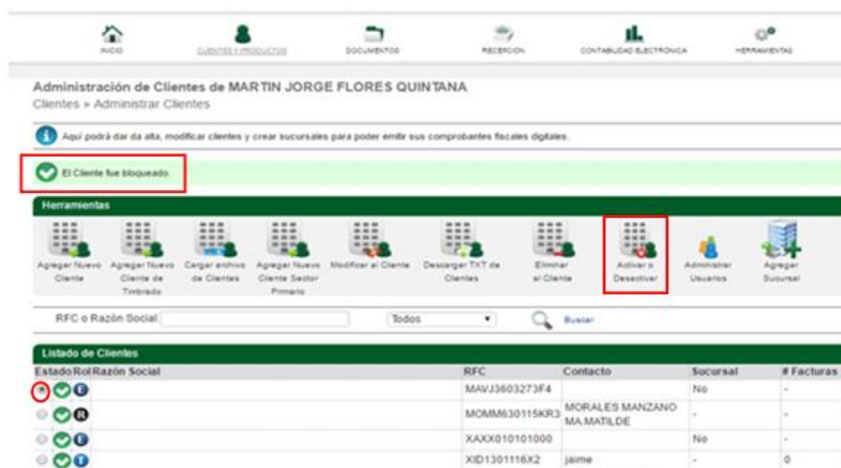 INICIO
CLIENTES Y PRODUCTOS
DOCUMENTOS
RECEPCIÓN
CONTABILIDAD ELECTRÓNICA
HERRAMIENTAS
Administración de Clientes de MARTIN JORGE FLORES QUINTANA
Clientes » Administrar Clientes
Aquí podrá dar da alta, modificar clientes y crear sucursales para poder emitir sus comprobantes fiscales digitales.
El Cliente fue bloqueado.
Herramientas
Agregar Nuevo Cliente
Agregar Nuevo Cliente de Timbrado
Cargar archivo de Clientes
Agregar Nuevo Cliente Sector Primario
Modificar al Cliente
Descargar TXT de Clientes
Eliminar al Cliente
Activar o Desactivar
Administrar Usuarios
Agregar Sucursal
RFC o Razón Social Todos Buscar
Listado de Clientes
Estado Rol Razón Social RFC Contacto Sucursal # Facturas
E MAVJ3603273F4 No -
R MOMM630115KR3 MORALES MANZANO MA.MATILDE - -
E XAXX010101000 No -
T XID1301116X2 jaime - 0